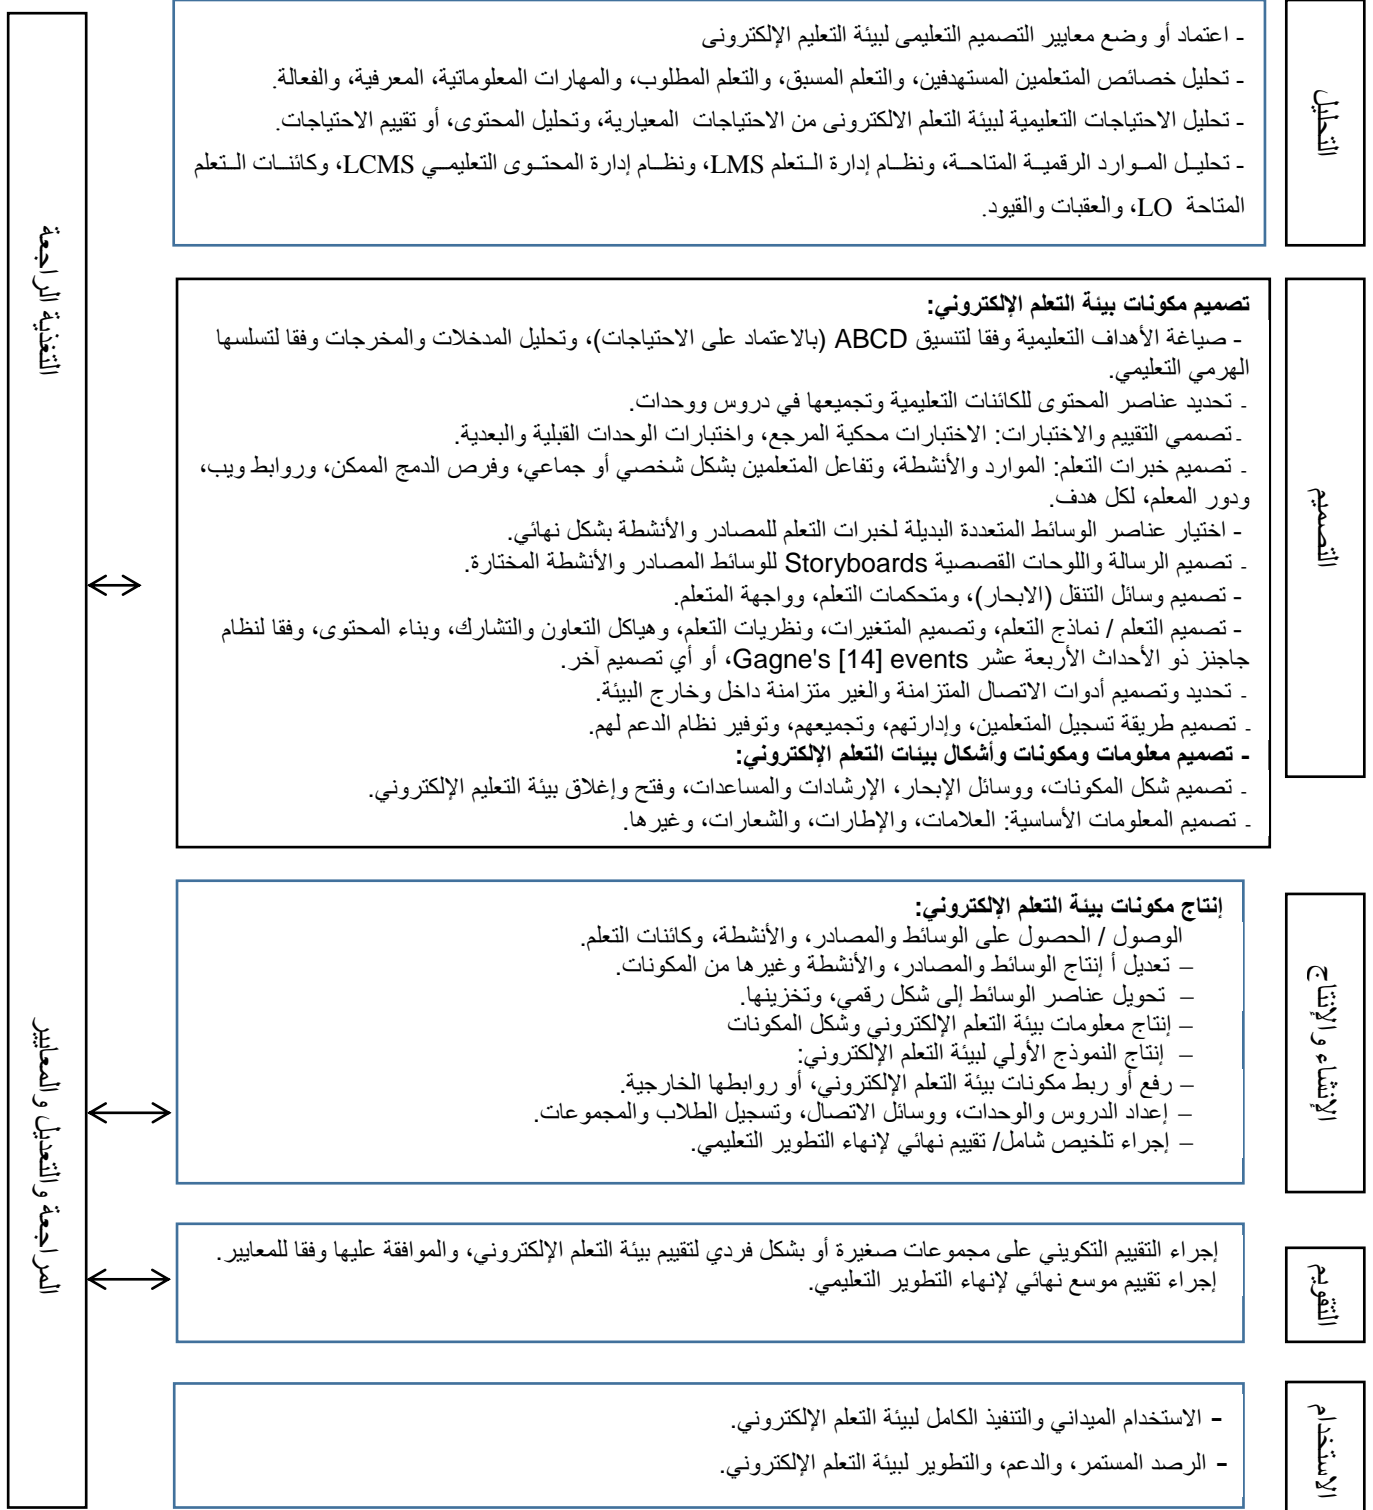 التحليل
- اعتماد أو وضع معايير التصميم التعليمى لبيئة التعليم الإلكترونى
- تحليل خصائص المتعلمين المستهدفين، والتعلم المسبق، والتعلم المطلوب، والمهارات المعلوماتية، المعرفية، والفعالة.
- تحليل الاحتياجات التعليمية لبيئة التعلم الالكترونى من الاحتياجات المعيارية، وتحليل المحتوى، أو تقييم الاحتياجات.
- تحليل الموارد الرقمية المتاحة، ونظام إدارة التعلم LMS، ونظام إدارة المحتوى التعليمي LCMS، وكائنات التعلم
المتاحة LO، والعقبات والقيود.
التصميم
تصميم مكونات بيئة التعلم الإلكتروني:
- صياغة الأهداف التعليمية وفقا لتنسيق ABCD (بالاعتماد على الاحتياجات)، وتحليل المدخلات والمخرجات وفقا لتسلسها
الهرمي التعليمي.
- تحديد عناصر المحتوى للكائنات التعليمية وتجميعها في دروس ووحدات.
- تصممي التقييم والاختبارات: الاختبارات محكية المرجع، واختبارات الوحدات القبلية والبعدية.
- تصميم خبرات التعلم: الموارد والأنشطة، وتفاعل المتعلمين بشكل شخصي أو جماعي، وفرص الدمج الممكن، وروابط ويب،
ودور المعلم، لكل هدف.
- اختيار عناصر الوسائط المتعددة البديلة لخبرات التعلم للمصادر والأنشطة بشكل نهائي.
- تصميم الرسالة واللوحات القصصية Storyboards للوسائط المصادر والأنشطة المختارة.
- تصميم وسائل التنقل (الابحار)، ومتحكمات التعلم، وواجهة المتعلم.
- تصميم التعلم / نماذج التعلم، وتصميم المتغيرات، ونظريات التعلم، وهياكل التعاون والتشارك، وبناء المحتوى، وفقا لنظام
جاجنز ذو الأحداث الأربعة عشر Gagne's [14] events، أو أي تصميم آخر.
- تحديد وتصميم أدوات الاتصال المتزامنة والغير متزامنة داخل وخارج البيئة.
- تصميم طريقة تسجيل المتعلمين، وإدارتهم، وتجميعهم، وتوفير نظام الدعم لهم.
- تصميم معلومات ومكونات وأشكال بيئات التعلم الإلكتروني:
- تصميم شكل المكونات، ووسائل الإبحار، الإرشادات والمساعدات، وفتح وإغلاق بيئة التعليم الإلكتروني.
- تصميم المعلومات الأساسية: العلامات، والإطارات، والشعارات، وغيرها.
الإنشاء والإنتاج
إنتاج مكونات بيئة التعلم الإلكتروني:
الوصول / الحصول على الوسائط والمصادر، والأنشطة، وكائنات التعلم.
– تعديل أ إنتاج الوسائط والمصادر، والأنشطة وغيرها من المكونات.
– تحويل عناصر الوسائط إلى شكل رقمي، وتخزينها.
– إنتاج معلومات بيئة التعلم الإلكتروني وشكل المكونات
– إنتاج النموذج الأولي لبيئة التعلم الإلكتروني:
– رفع أو ربط مكونات بيئة التعلم الإلكتروني، أو روابطها الخارجية.
– إعداد الدروس والوحدات، ووسائل الاتصال، وتسجيل الطلاب والمجموعات.
– إجراء تلخيص شامل/ تقييم نهائي لإنهاء التطوير التعليمي.
التقويم
إجراء التقييم التكويني على مجموعات صغيرة أو بشكل فردي لتقييم بيئة التعلم الإلكتروني، والموافقة عليها وفقا للمعايير.
إجراء تقييم موسع نهائي لإنهاء التطوير التعليمي.
الإستخدام
- الاستخدام الميداني والتنفيذ الكامل لبيئة التعلم الإلكتروني.
- الرصد المستمر، والدعم، والتطوير لبيئة التعلم الإلكتروني.
التغذية الراجعة
المراجعة والتعديل والمعايير